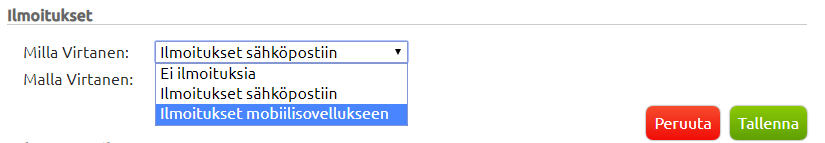 Ilmoitukset
Milla Virtanen: Ilmoitukset sähköpostiin
Ei ilmoituksia
Malla Virtanen: Ilmoitukset sähköpostiin
Ilmoitukset mobiilisovellukseen
Peruuta Tallenna